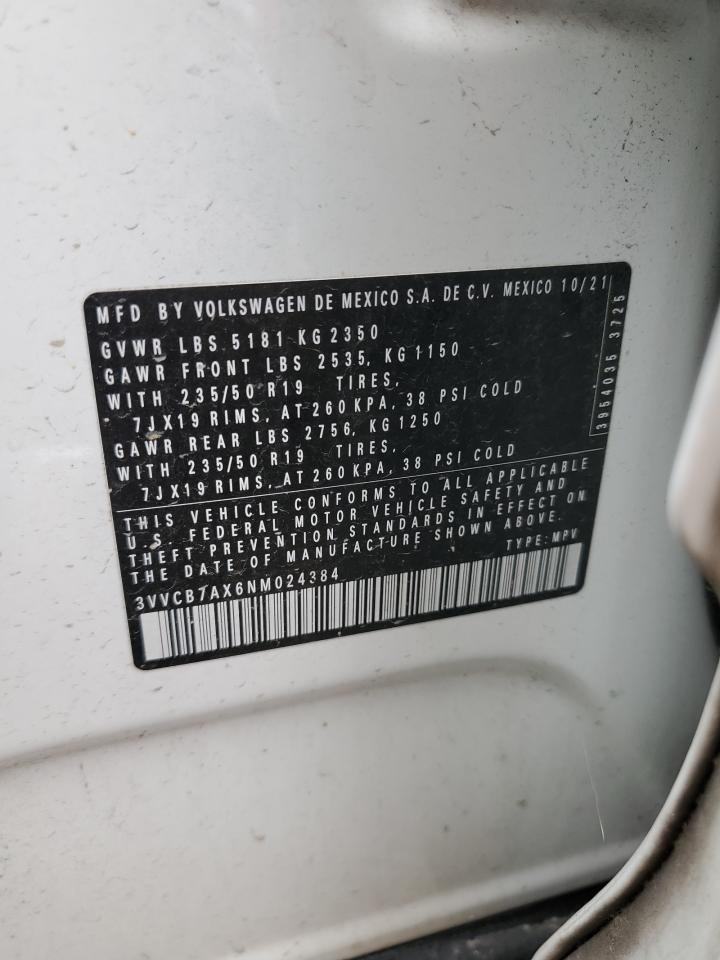 MFD BY VOLKSWAGEN DE MEXICO S.A. DE C.V. MEXICO 10/21
GVWR LBS 5181 KG 2350
GAWR FRONT LBS 2535, KG 1150
WITH 235/50 R19 TIRES,
7JX19 RIMS, AT 260 KPA, 38 PSI COLD
GAWR REAR LBS 2756, KG 1250
WITH 235/50 R19 TIRES,
7JX19 RIMS, AT 260 KPA, 38 PSI COLD
3954035 3725
THIS VEHICLE CONFORMS TO ALL APPLICABLE
U.S. FEDERAL MOTOR VEHICLE SAFETY AND
THEFT PREVENTION STANDARDS IN EFFECT ON
THE DATE OF MANUFACTURE SHOWN ABOVE.
3VVCB7AX6NM024384 TYPE: MPV